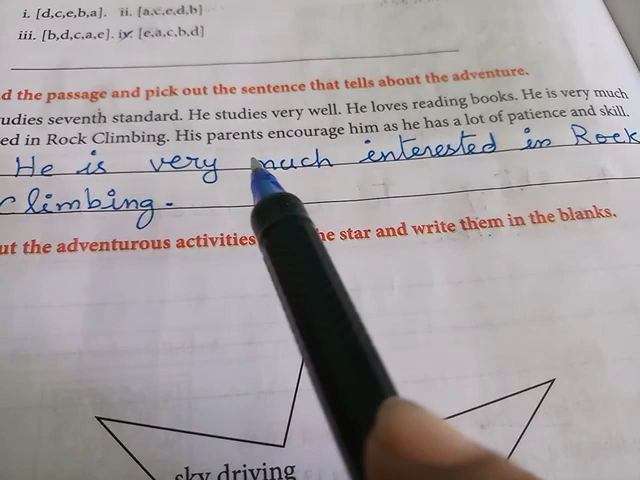 i. [d,c,e,b,a]. ii. [a,c,e,d,b]
iii. [b,d,c,a,e]. iv. [e,a,c,b,d]
d the passage and pick out the sentence that tells about the adventure.
udies seventh standard. He studies very well. He loves reading books. He is very much
ed in Rock Climbing. His parents encourage him as he has a lot of patience and skill.
He is very much interested in Rock
Climbing.
ut the adventurous activities he star and write them in the blanks.
sky driving